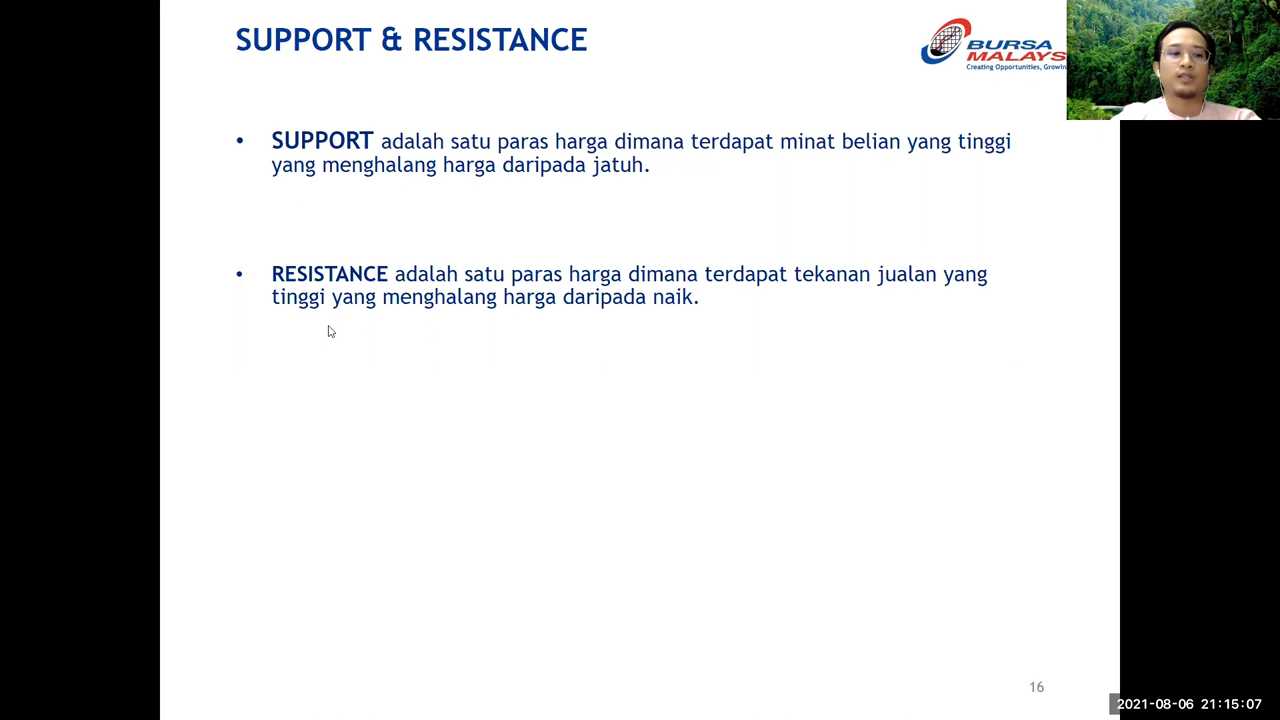 SUPPORT & RESISTANCE
BURSA
MALAYS
Creating Opportunities, Growin
• SUPPORT adalah satu paras harga dimana terdapat minat belian yang tinggi
yang menghalang harga daripada jatuh.
• RESISTANCE adalah satu paras harga dimana terdapat tekanan jualan yang
tinggi yang menghalang harga daripada naik.
16
2021-08-06 21:15:07